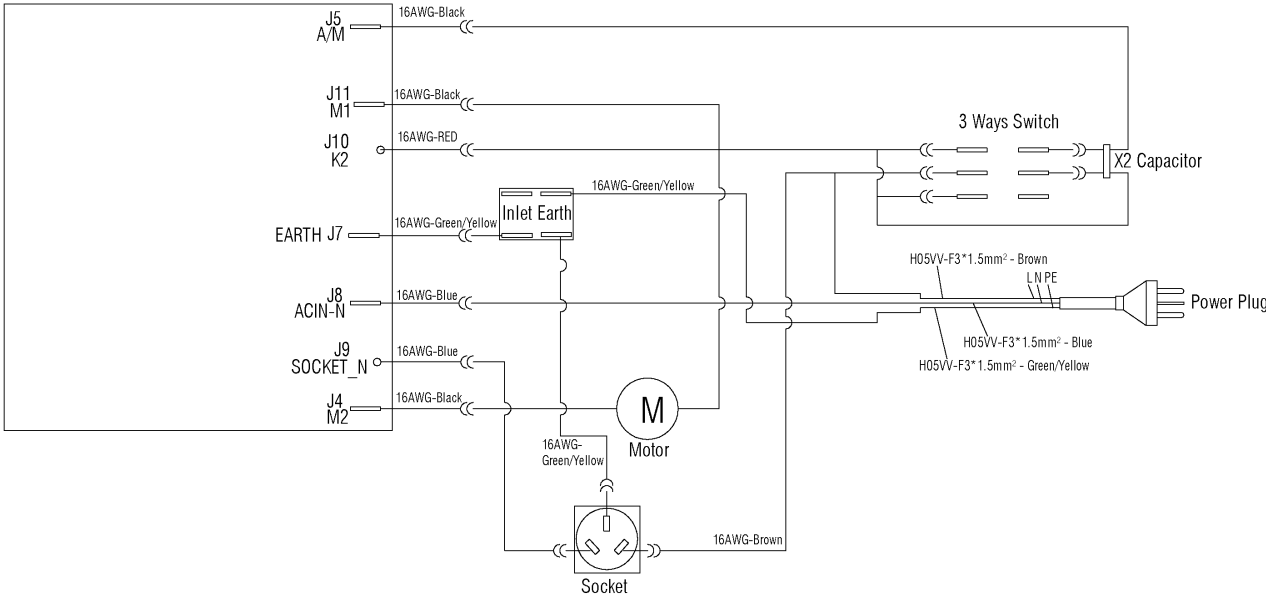 J5
A/M
16AWG-Black
J11
M1
16AWG-Black
J10
K2
16AWG-RED
3 Ways Switch
X2 Capacitor
16AWG-Green/Yellow
Inlet Earth
EARTH J7
16AWG-Green/Yellow
H05VV-F3*1.5mm² - Brown
L N PE
J8
ACIN-N
16AWG-Blue
Power Plug
H05VV-F3*1.5mm² - Blue
H05VV-F3*1.5mm² - Green/Yellow
J9
SOCKET_N
16AWG-Blue
J4
M2
16AWG-Black
M
Motor
16AWG-
Green/Yellow
16AWG-Brown
Socket